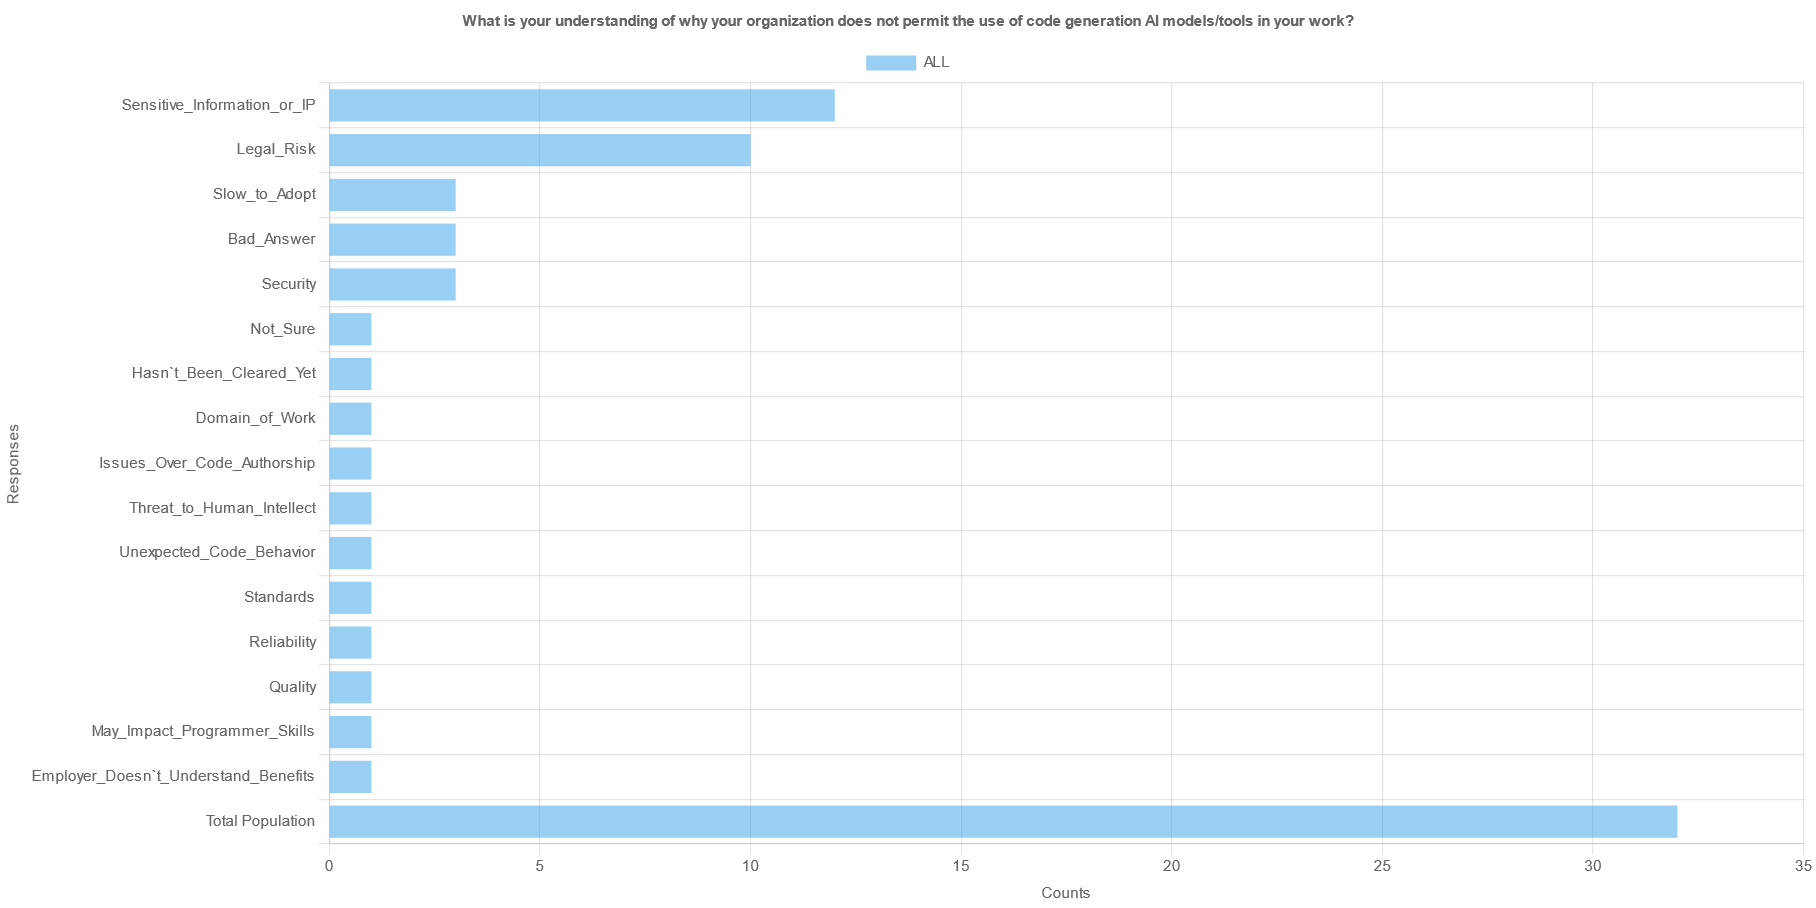 What is your understanding of why your organization does not permit the use of code generation AI models/tools in your work?
ALL
Sensitive_Information_or_IP
Legal_Risk
Slow_to_Adopt
Bad_Answer
Security
Not_Sure
Hasn`t_Been_Cleared_Yet
Domain_of_Work
Issues_Over_Code_Authorship
Threat_to_Human_Intellect
Unexpected_Code_Behavior
Standards
Reliability
Quality
May_Impact_Programmer_Skills
Employer_Doesn`t_Understand_Benefits
Total Population
Responses
0 5 10 15 20 25 30 35
Counts